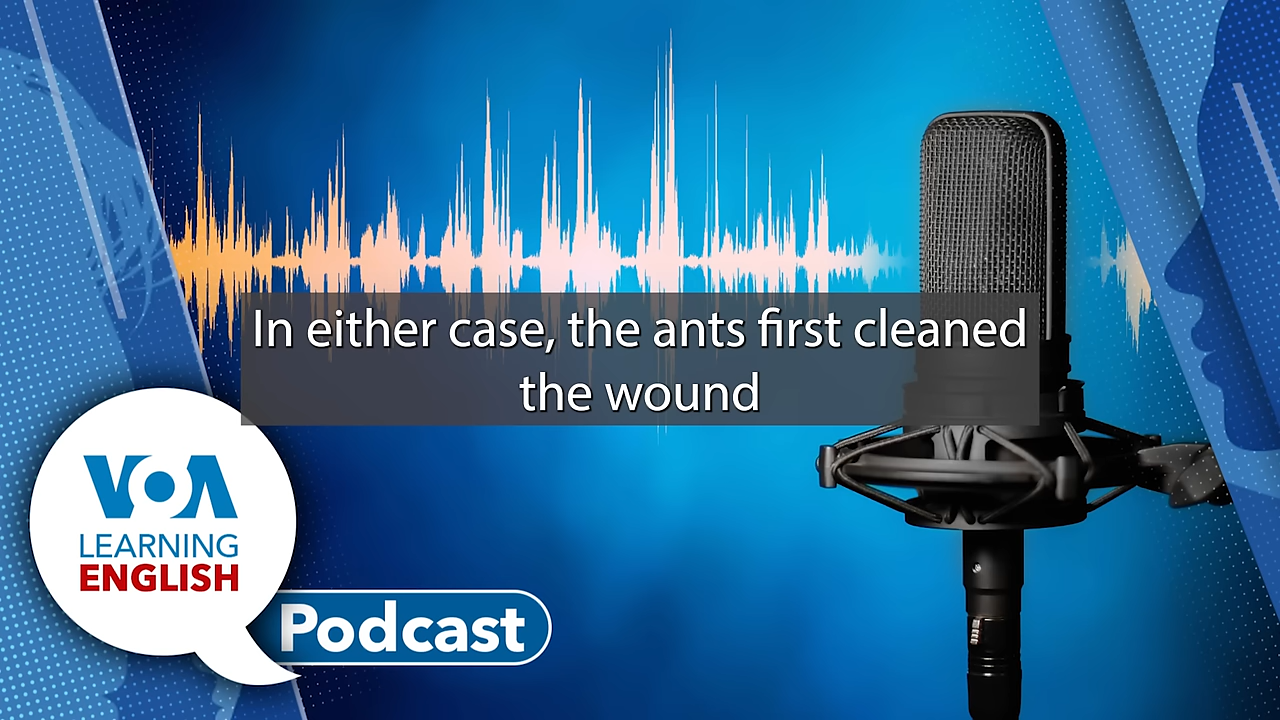 In either case, the ants first cleaned
the wound
VOA
LEARNING
ENGLISH
Podcast